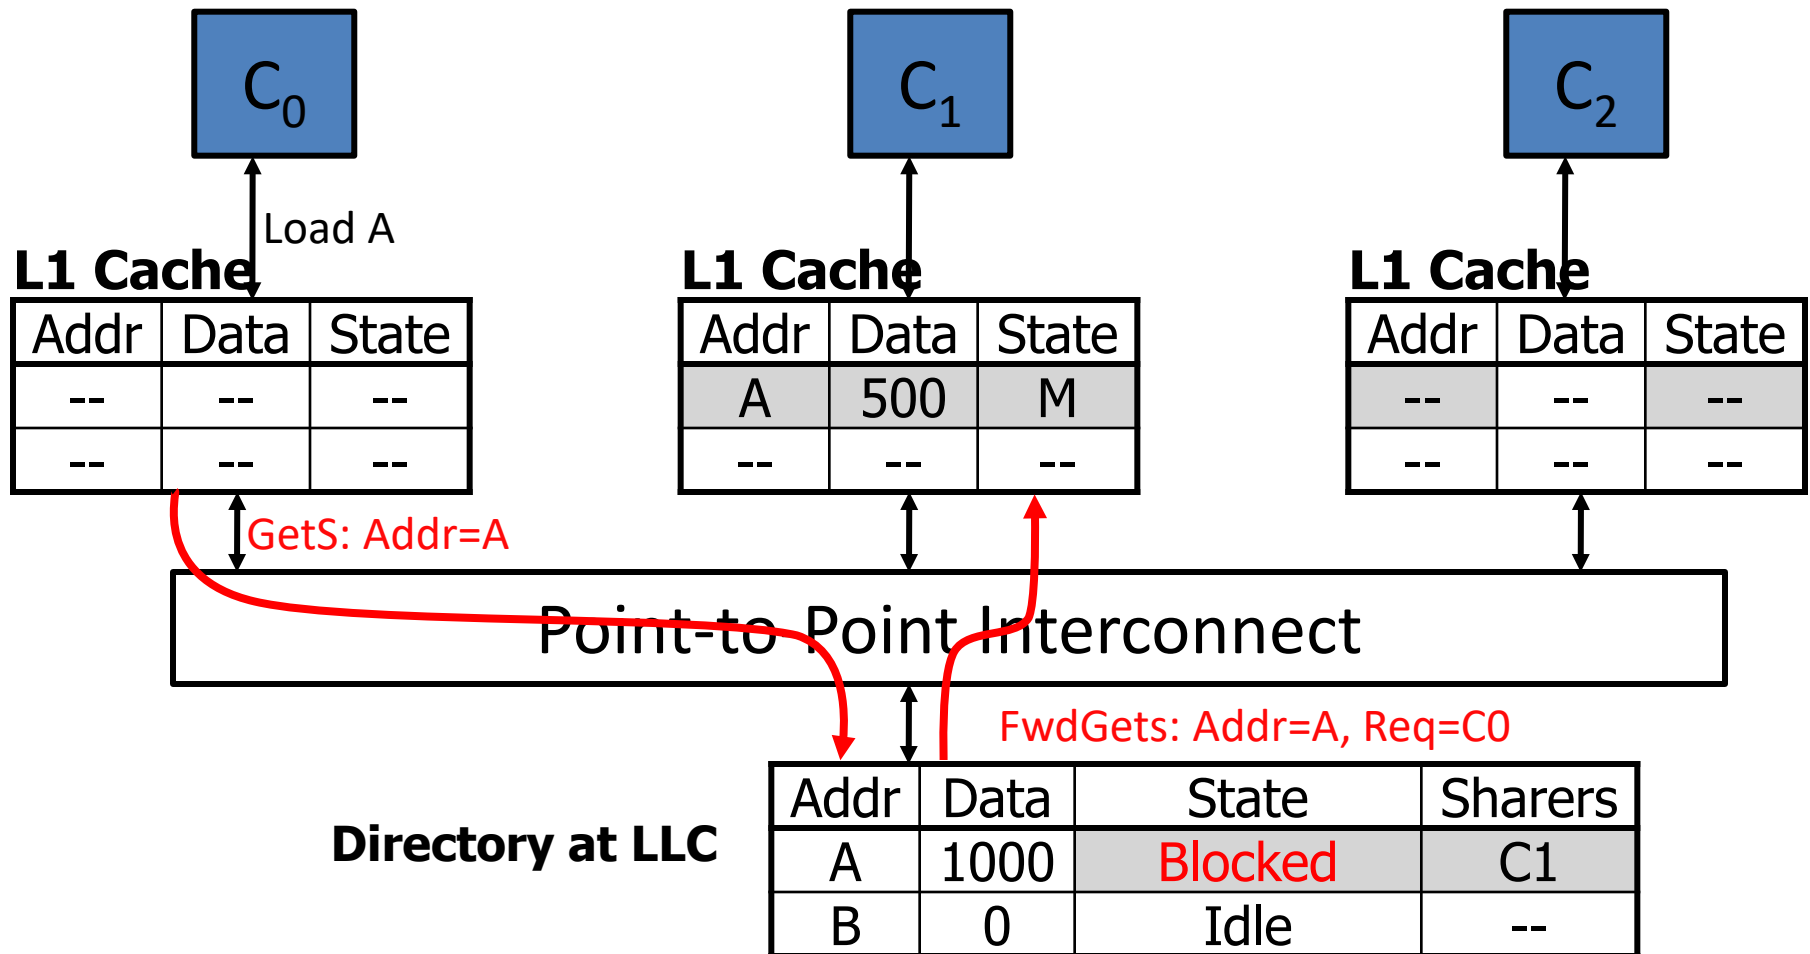 C0 C1 C2
Load A
L1 Cache L1 Cache L1 Cache
Addr Data State Addr Data State Addr Data State
-- -- -- A 500 M -- -- --
-- -- -- -- -- -- -- -- --
GetS: Addr=A
Point-to Point Interconnect
FwdGets: Addr=A, Req=C0
Addr Data State Sharers
Directory at LLC
A 1000 Blocked C1
B 0 Idle --